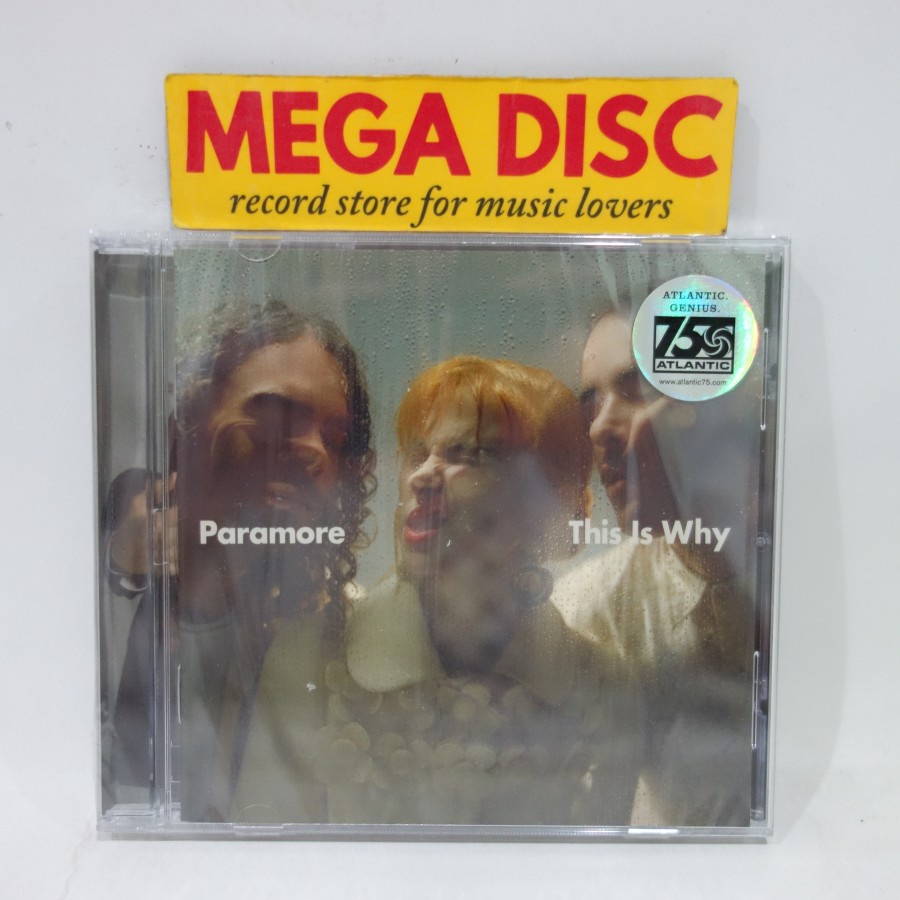 MEGA DISC
record store for music lovers
ATLANTIC.
GENIUS.
75
ATLANTIC
www.atlantic75.com
Paramore
This Is Why